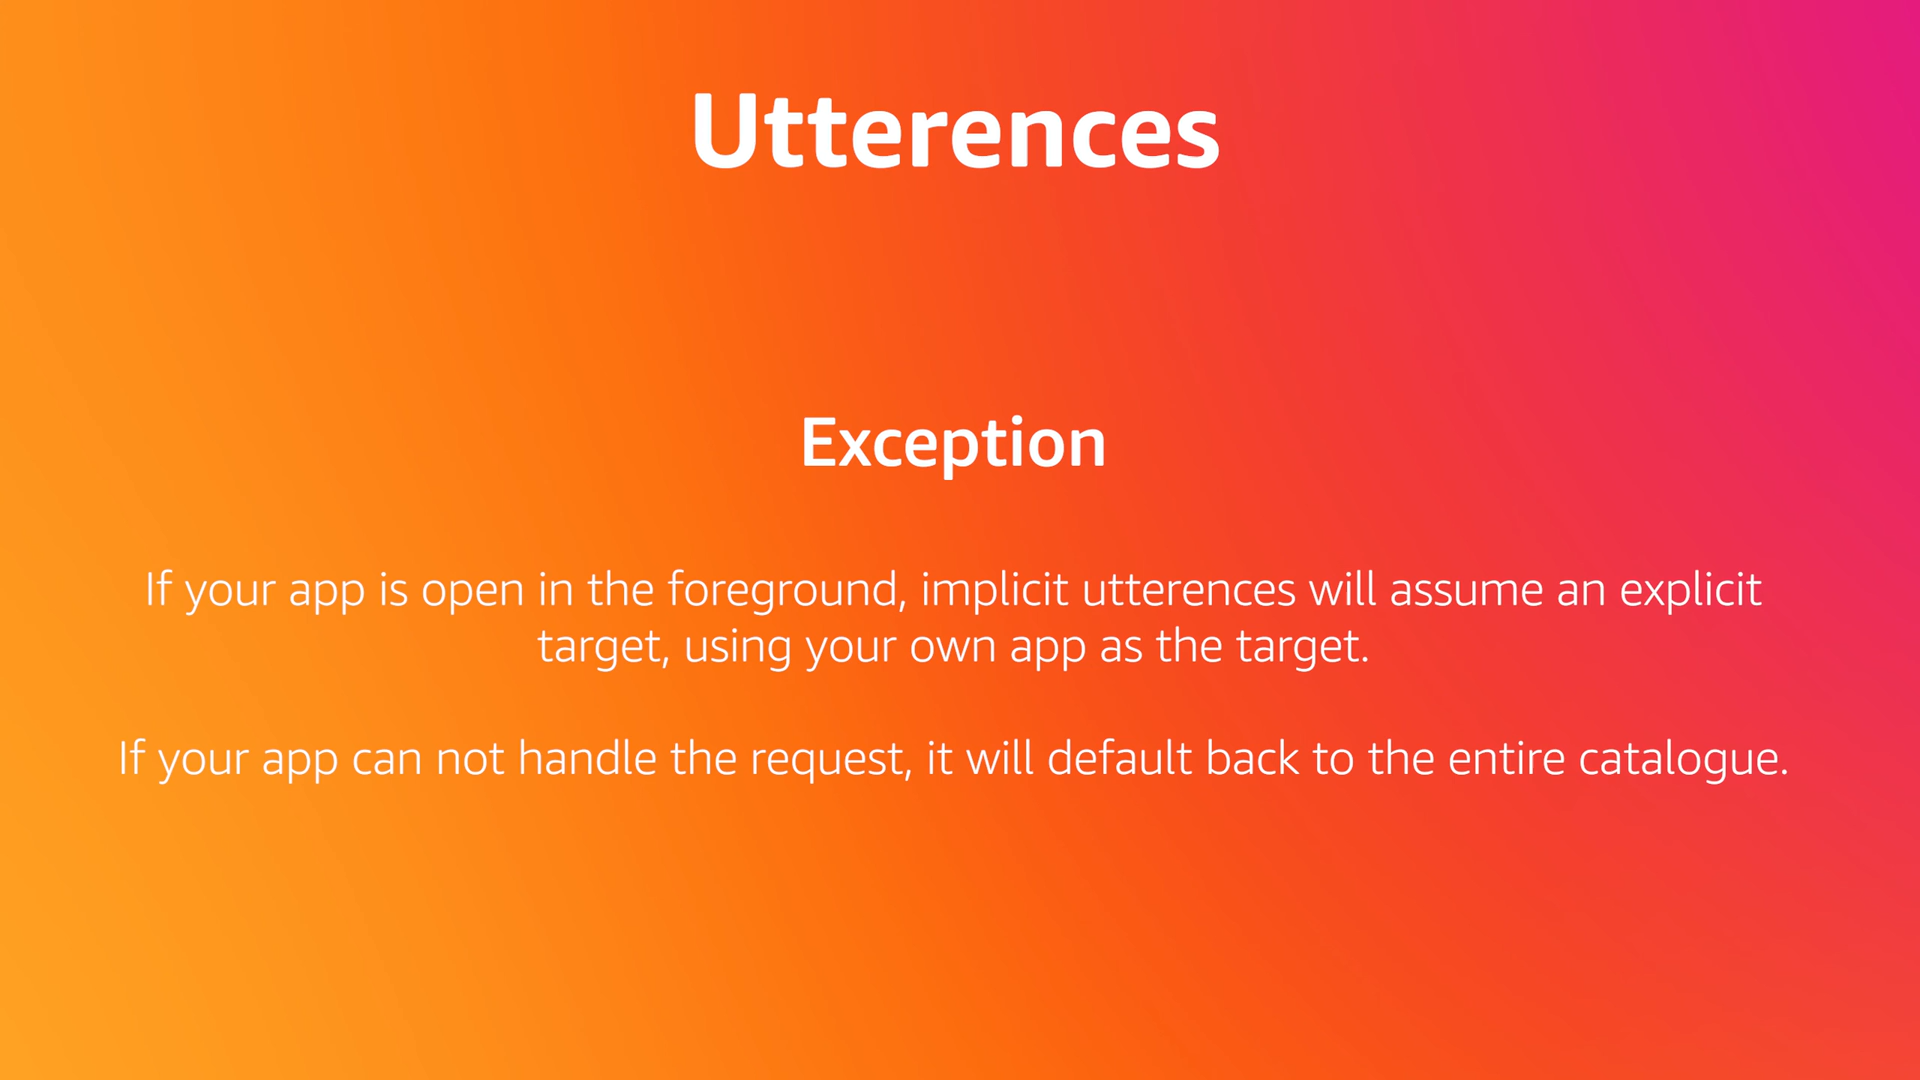 Utterences
Exception
If your app is open in the foreground, implicit utterences will assume an explicit
target, using your own app as the target.
If your app can not handle the request, it will default back to the entire catalogue.